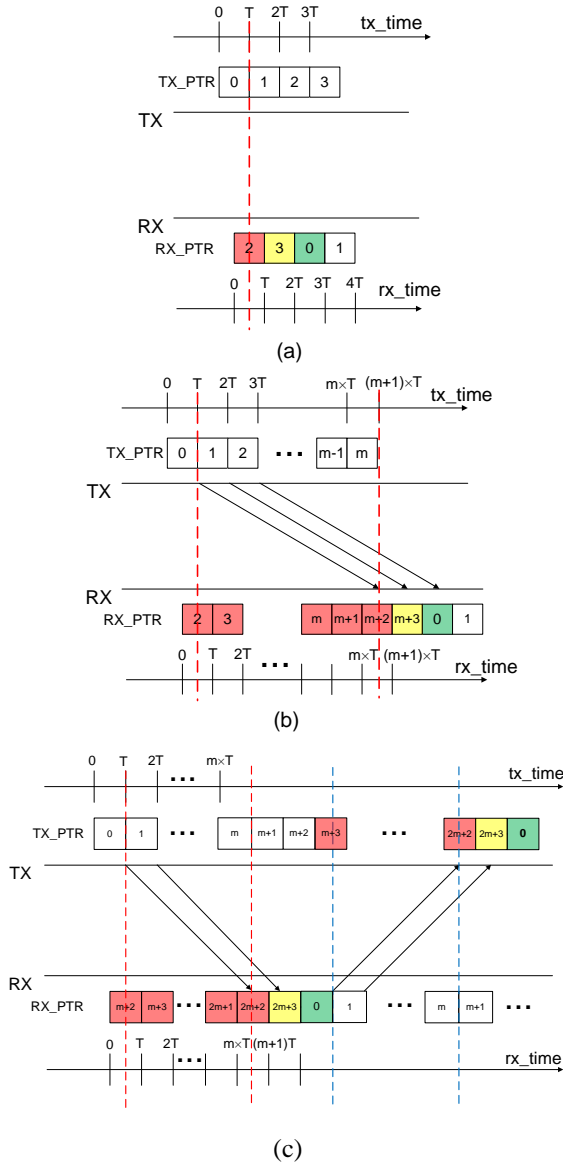 0 T 2T 3T
tx_time
TX_PTR 0 1 2 3
TX
RX
RX_PTR 2 3 0 1
0 T 2T 3T 4T
rx_time
(a)
0 T 2T 3T m×T (m+1)×T
tx_time
TX_PTR 0 1 2 ... m-1 m
TX
RX
RX_PTR 2 3 m m+1 m+2 m+3 0 1
0 T 2T ... m×T (m+1)×T
rx_time
(b)
0 T 2T ... m×T
tx_time
TX_PTR 0 1 ... m m+1 m+2 m+3 ... 2m+2 2m+3 0
TX
RX
RX_PTR m+2 m+3 ... 2m+1 2m+2 2m+3 0 1 ... m m+1 ...
0 T 2T ... m×T (m+1)T
rx_time
(c)